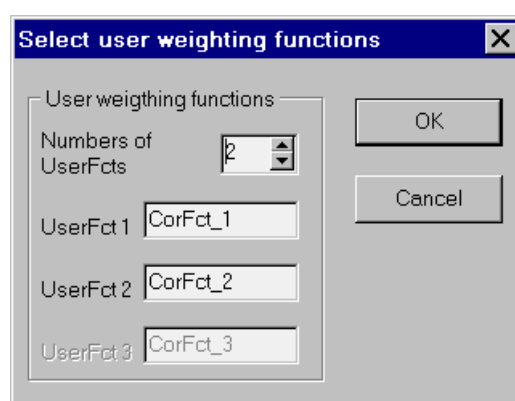 Select user weighting functions
User weigthing functions
Numbers of
UserFcts
2
OK
Cancel
UserFct 1 CorFct_1
UserFct 2 CorFct_2
UserFct 3 CorFct_3